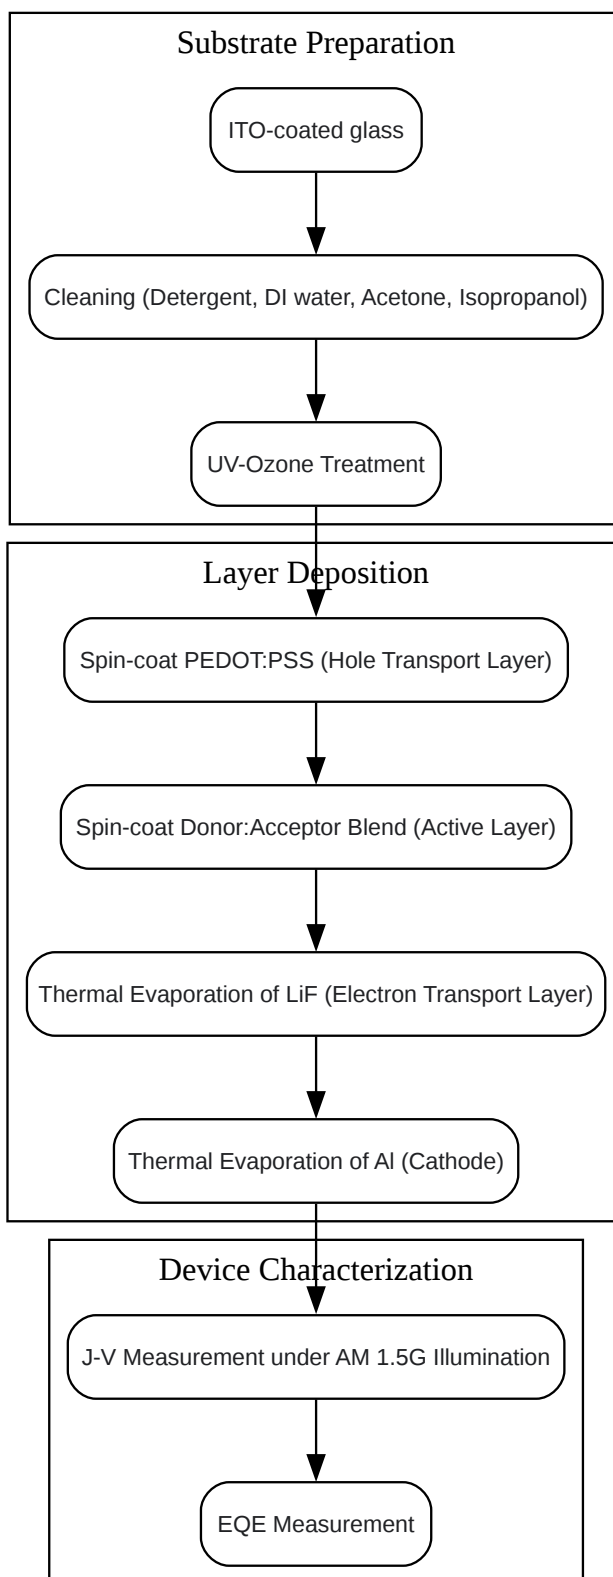 Substrate Preparation
ITO-coated glass
Cleaning (Detergent, DI water, Acetone, Isopropanol)
UV-Ozone Treatment
Layer Deposition
Spin-coat PEDOT:PSS (Hole Transport Layer)
Spin-coat Donor:Acceptor Blend (Active Layer)
Thermal Evaporation of LiF (Electron Transport Layer)
Thermal Evaporation of Al (Cathode)
Device Characterization
J-V Measurement under AM 1.5G Illumination
EQE Measurement